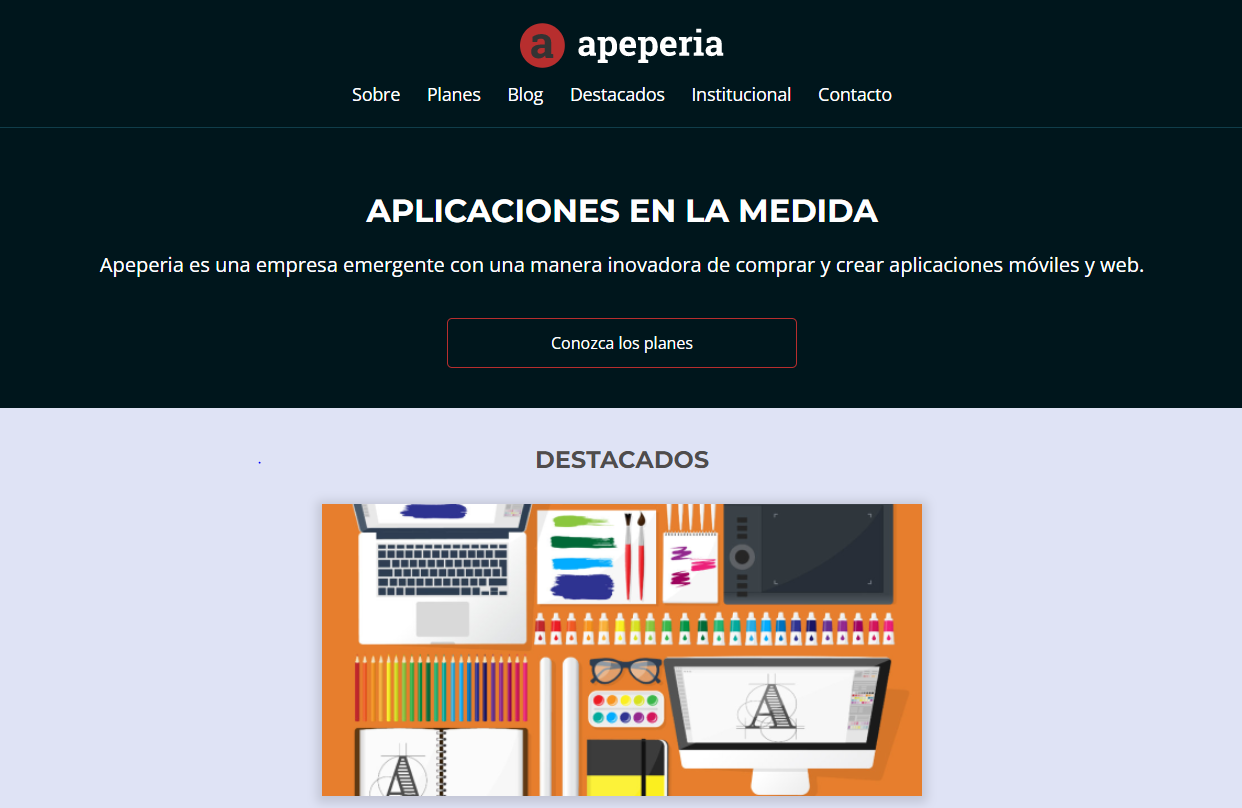 a apeperia
Sobre Planes Blog Destacados Institucional Contacto
APLICACIONES EN LA MEDIDA
Apeperia es una empresa emergente con una manera inovadora de comprar y crear aplicaciones móviles y web.
Conozca los planes
DESTACADOS
A
A